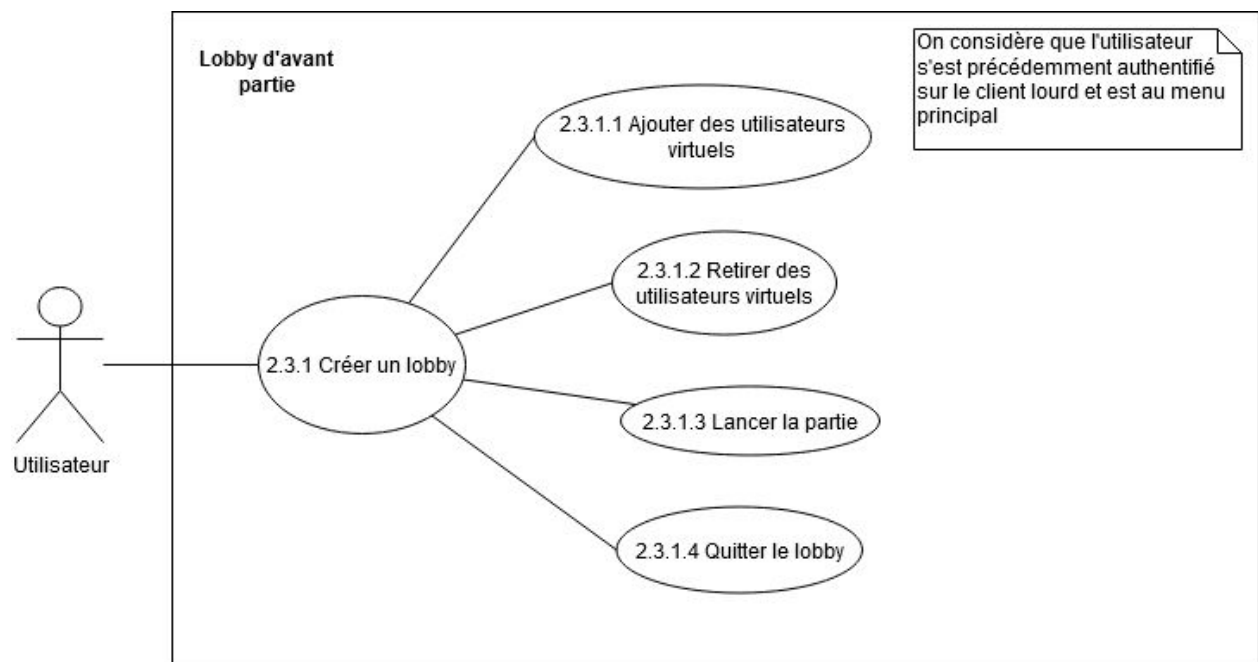 Lobby d'avant
partie
On considère que l'utilisateur
s'est précédemment authentifié
sur le client lourd et est au menu
principal
2.3.1.1 Ajouter des utilisateurs
virtuels
2.3.1.2 Retirer des
utilisateurs virtuels
2.3.1 Créer un lobby
2.3.1.3 Lancer la partie
Utilisateur
2.3.1.4 Quitter le lobby